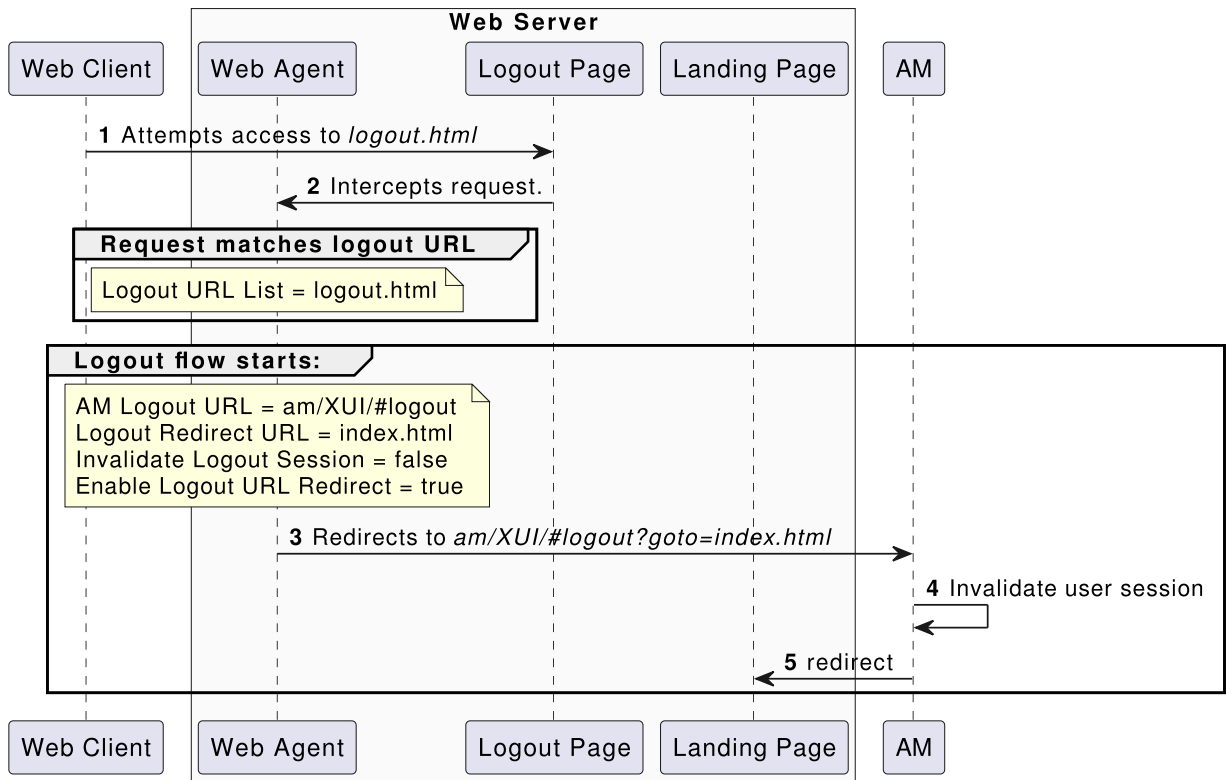 Web Server
Web Client
Web Agent
Logout Page
Landing Page
AM
1 Attempts access to logout.html
2 Intercepts request.
Request matches logout URL
Logout URL List = logout.html
Logout flow starts:
AM Logout URL = am/XUI/#logout
Logout Redirect URL = index.html
Invalidate Logout Session = false
Enable Logout URL Redirect = true
3 Redirects to am/XUI/#logout?goto=index.html
4 Invalidate user session
5 redirect
Web Client
Web Agent
Logout Page
Landing Page
AM